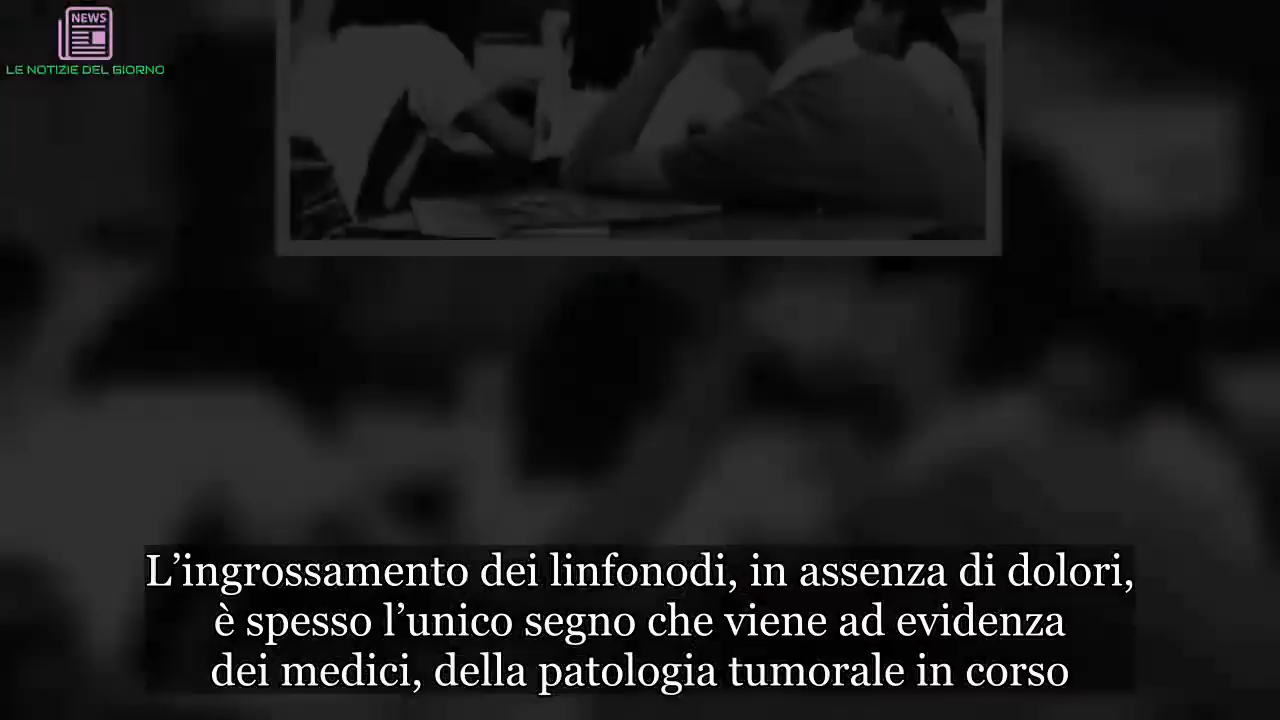 NEWS
LE NOTIZIE DEL GIORNO
L’ingrossamento dei linfonodi, in assenza di dolori,
è spesso l’unico segno che viene ad evidenza
dei medici, della patologia tumorale in corso